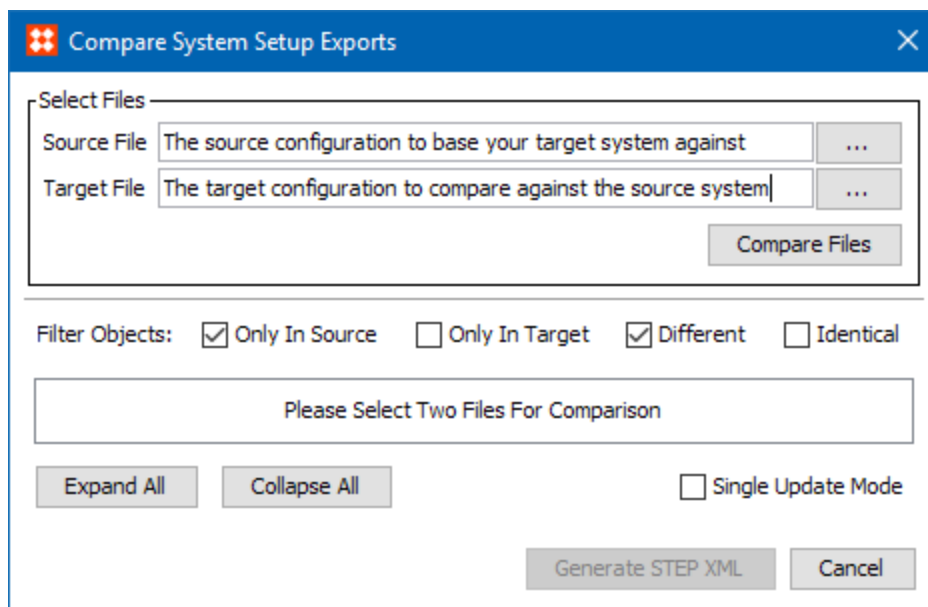 Compare System Setup Exports
Select Files
Source File The source configuration to base your target system against ...
Target File The target configuration to compare against the source system ...
Compare Files
Filter Objects: Only In Source Only In Target Different Identical
Please Select Two Files For Comparison
Expand All Collapse All Single Update Mode
Generate STEP XML Cancel